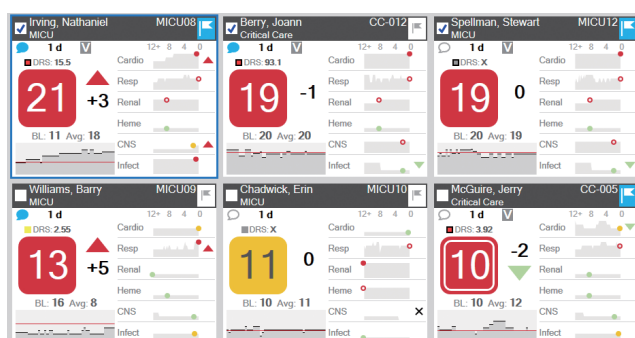 Irving, Nathaniel MICU08
MICU
1 d V 12+ 8 4 0
DRS: 15.5 Cardio
21 +3 Resp
Renal
Heme
BL: 11 Avg: 18
CNS
Infect
Berry, Joann CC-012
Critical Care
1 d V 12+ 8 4 0
DRS: 93.1 Cardio
19 -1 Resp
Renal
Heme
BL: 20 Avg: 20
CNS
Infect
Spellman, Stewart MICU12
MICU
1 d V 12+ 8 4 0
DRS: X Cardio
19 0 Resp
Renal
Heme
BL: 20 Avg: 19
CNS
Infect
Williams, Barry MICU09
MICU
1 d 12+ 8 4 0
DRS: 2.55 Cardio
13 +5 Resp
Renal
Heme
BL: 16 Avg: 8
CNS
Infect
Chadwick, Erin MICU10
MICU
1 d 12+ 8 4 0
DRS: X Cardio
11 0 Resp
Renal
Heme
BL: 10 Avg: 11
CNS X
Infect
McGuire, Jerry CC-005
Critical Care
1 d V 12+ 8 4 0
DRS: 3.92 Cardio
10 -2 Resp
Renal
Heme
BL: 10 Avg: 12
CNS
Infect